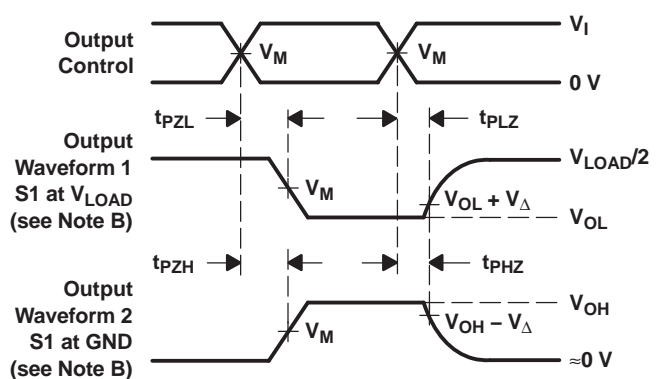 Output
Control
V_I
V_M
V_M
0 V
t_PZL
t_PLZ
Output
Waveform 1
S1 at V_LOAD
(see Note B)
V_LOAD/2
V_M
V_OL + V_Δ
V_OL
t_PZH
t_PHZ
Output
Waveform 2
S1 at GND
(see Note B)
V_OH
V_M
V_OH − V_Δ
≈0 V